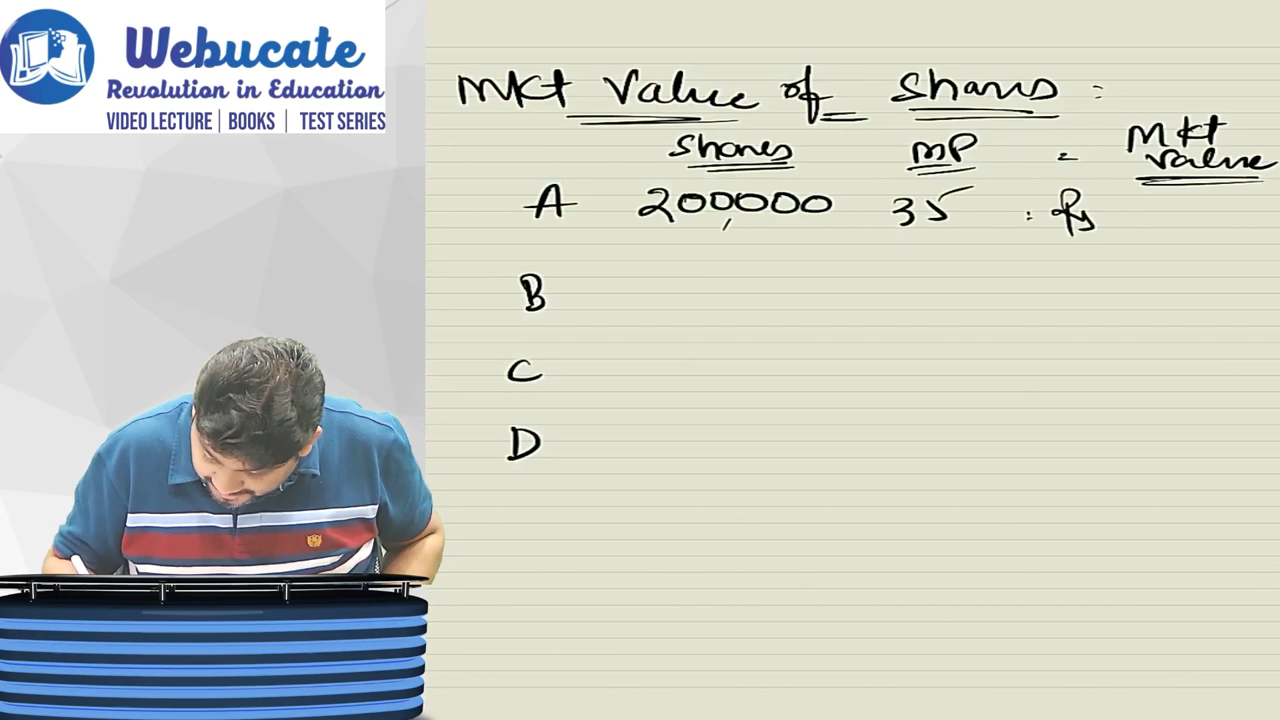 Webucate
Revolution in Education
VIDEO LECTURE | BOOKS | TEST SERIES
Mkt Value of Shares :
Shares MP = Mkt Value
A 200000 35 :
B
C
D